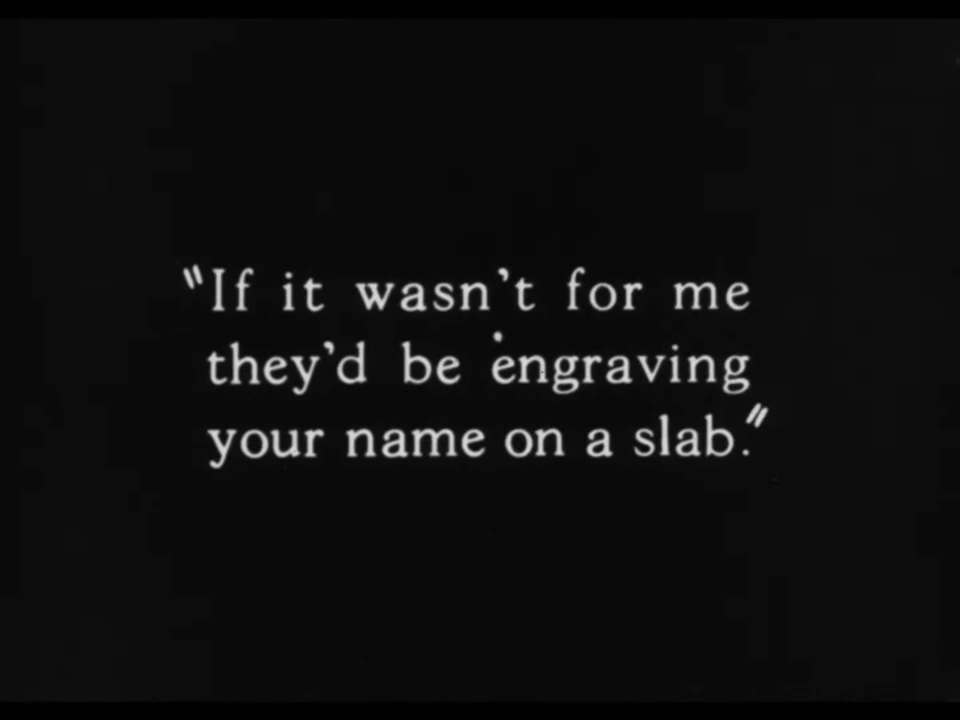 "If it wasn't for me
they'd be engraving
your name on a slab."